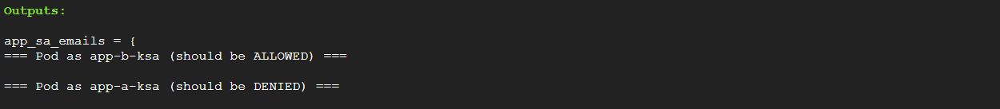 Outputs:
app_sa_emails = {
=== Pod as app-b-ksa (should be ALLOWED) ===
=== Pod as app-a-ksa (should be DENIED) ===